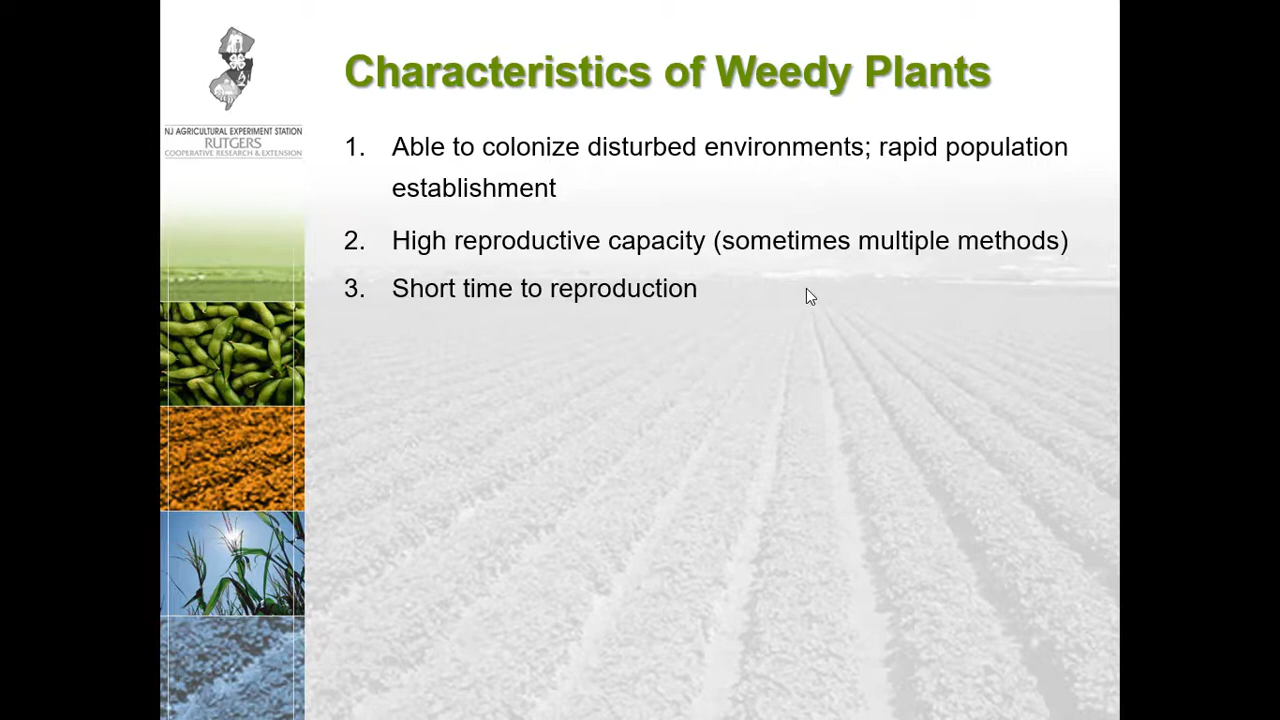 Characteristics of Weedy Plants
NJ AGRICULTURAL EXPERIMENT STATION
RUTGERS
COOPERATIVE RESEARCH & EXTENSION
1. Able to colonize disturbed environments; rapid population
establishment
2. High reproductive capacity (sometimes multiple methods)
3. Short time to reproduction